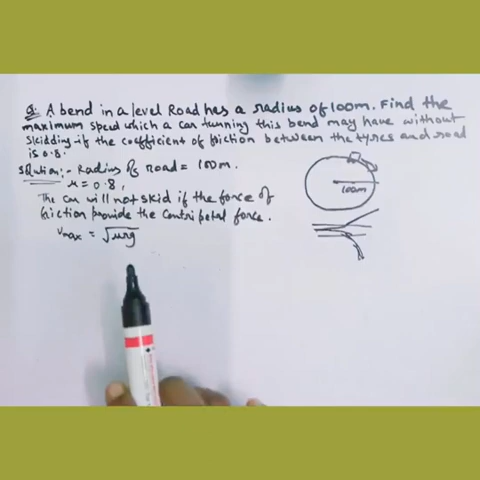 Q. A bend in a level Road has a radius of 100m. Find the
maximum speed which a car turning this bend may have without
skidding if the coefficient of friction between the tyres and road
is 0.8.
Solution:- Radius of road = 100m.
μ = 0.8,
The car will not skid if the force of
friction provide the centripetal force.
Vmax = √μrg
100m